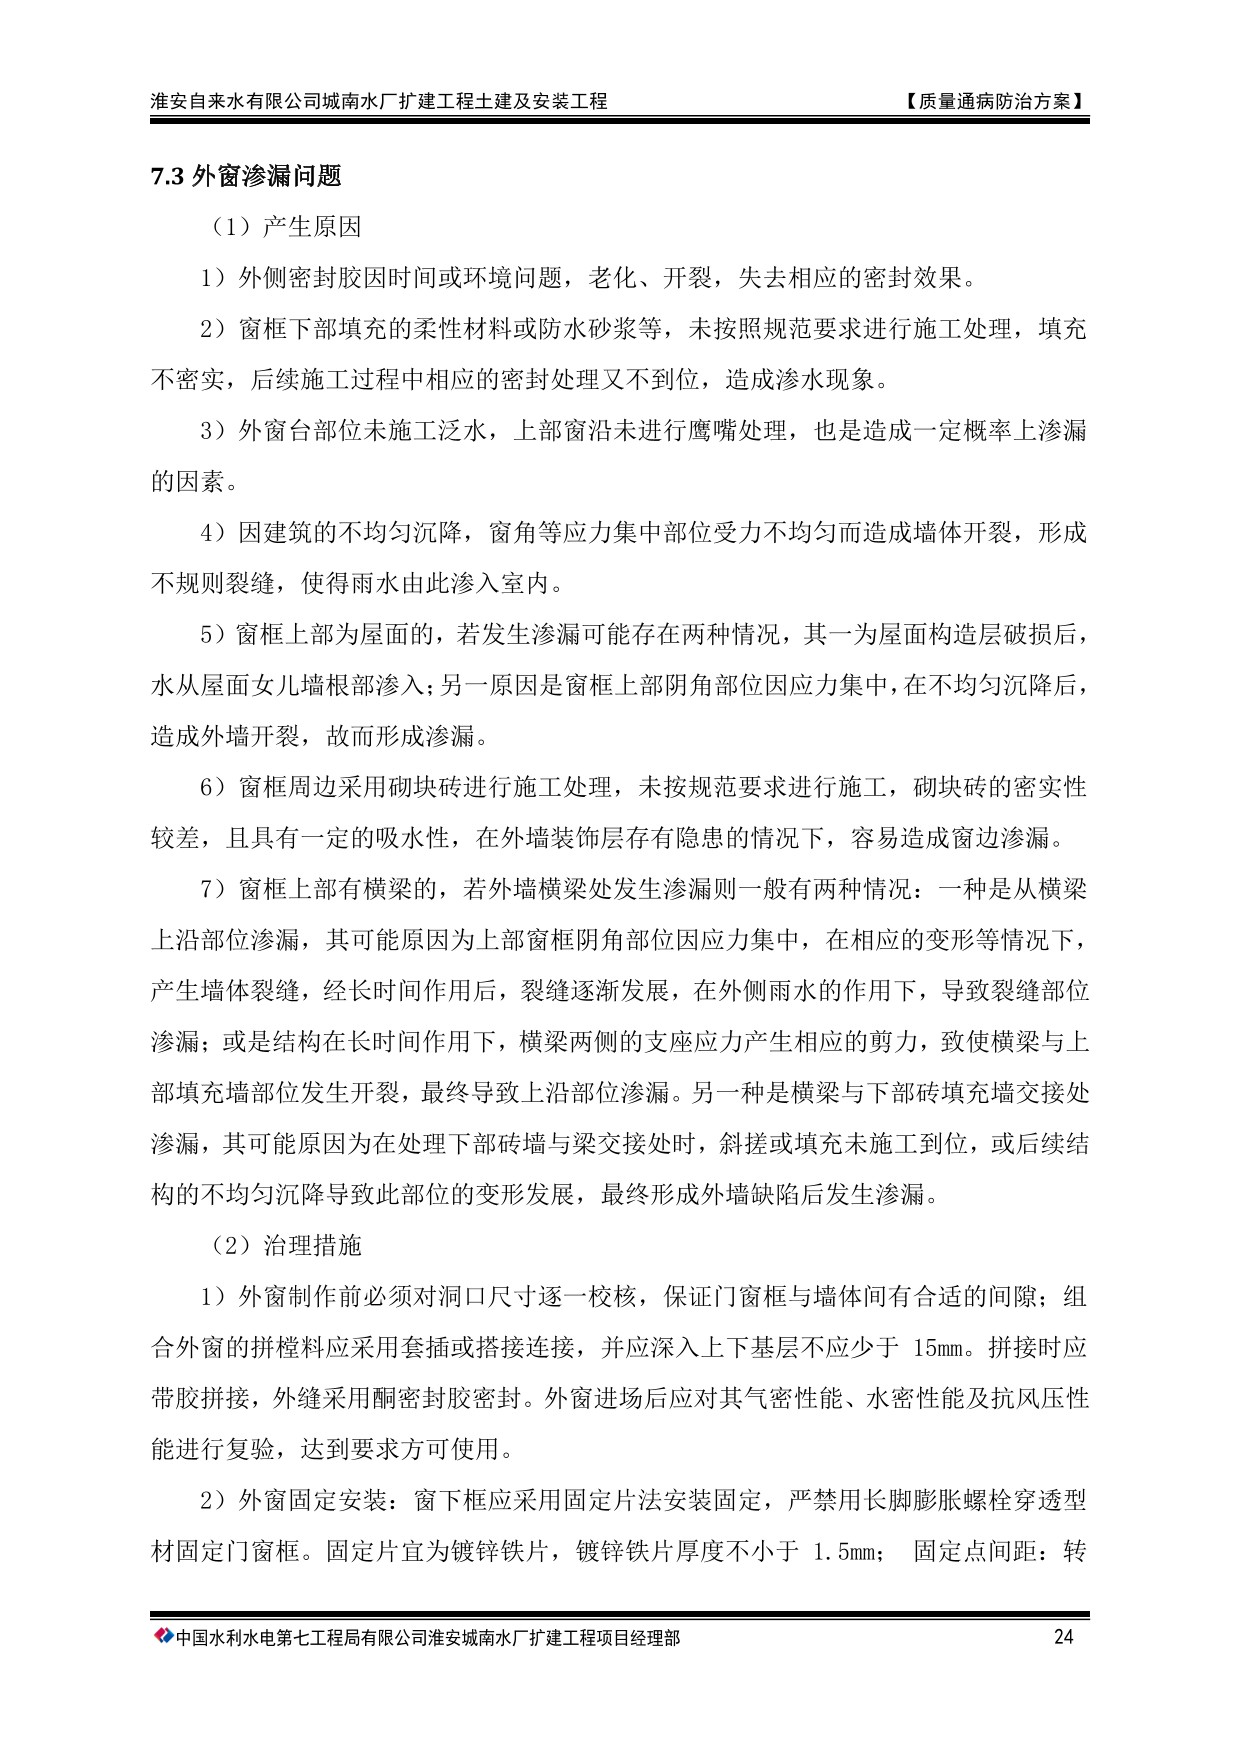 淮安自来水有限公司城南水厂扩建工程土建及安装工程 【质量通病防治方案】
7.3 外窗渗漏问题
（1）产生原因
1）外侧密封胶因时间或环境问题，老化、开裂，失去相应的密封效果。
2）窗框下部填充的柔性材料或防水砂浆等，未按照规范要求进行施工处理，填充
不密实，后续施工过程中相应的密封处理又不到位，造成渗水现象。
3）外窗台部位未施工泛水，上部窗沿未进行鹰嘴处理，也是造成一定概率上渗漏
的因素。
4）因建筑的不均匀沉降，窗角等应力集中部位受力不均匀而造成墙体开裂，形成
不规则裂缝，使得雨水由此渗入室内。
5）窗框上部为屋面的，若发生渗漏可能存在两种情况，其一为屋面构造层破损后，
水从屋面女儿墙根部渗入；另一原因是窗框上部阴角部位因应力集中，在不均匀沉降后，
造成外墙开裂，故而形成渗漏。
6）窗框周边采用砌块砖进行施工处理，未按规范要求进行施工，砌块砖的密实性
较差，且具有一定的吸水性，在外墙装饰层存有隐患的情况下，容易造成窗边渗漏。
7）窗框上部有横梁的，若外墙横梁处发生渗漏则一般有两种情况：一种是从横梁
上沿部位渗漏，其可能原因为上部窗框阴角部位因应力集中，在相应的变形等情况下，
产生墙体裂缝，经长时间作用后，裂缝逐渐发展，在外侧雨水的作用下，导致裂缝部位
渗漏；或是结构在长时间作用下，横梁两侧的支座应力产生相应的剪力，致使横梁与上
部填充墙部位发生开裂，最终导致上沿部位渗漏。另一种是横梁与下部砖填充墙交接处
渗漏，其可能原因为在处理下部砖墙与梁交接处时，斜搓或填充未施工到位，或后续结
构的不均匀沉降导致此部位的变形发展，最终形成外墙缺陷后发生渗漏。
（2）治理措施
1）外窗制作前必须对洞口尺寸逐一校核，保证门窗框与墙体间有合适的间隙；组
合外窗的拼樘料应采用套插或搭接连接，并应深入上下基层不应少于 15mm。拼接时应
带胶拼接，外缝采用酮密封胶密封。外窗进场后应对其气密性能、水密性能及抗风压性
能进行复验，达到要求方可使用。
2）外窗固定安装：窗下框应采用固定片法安装固定，严禁用长脚膨胀螺栓穿透型
材固定门窗框。固定片宜为镀锌铁片，镀锌铁片厚度不小于 1.5mm； 固定点间距：转
中国水利水电第七工程局有限公司淮安城南水厂扩建工程项目经理部 24